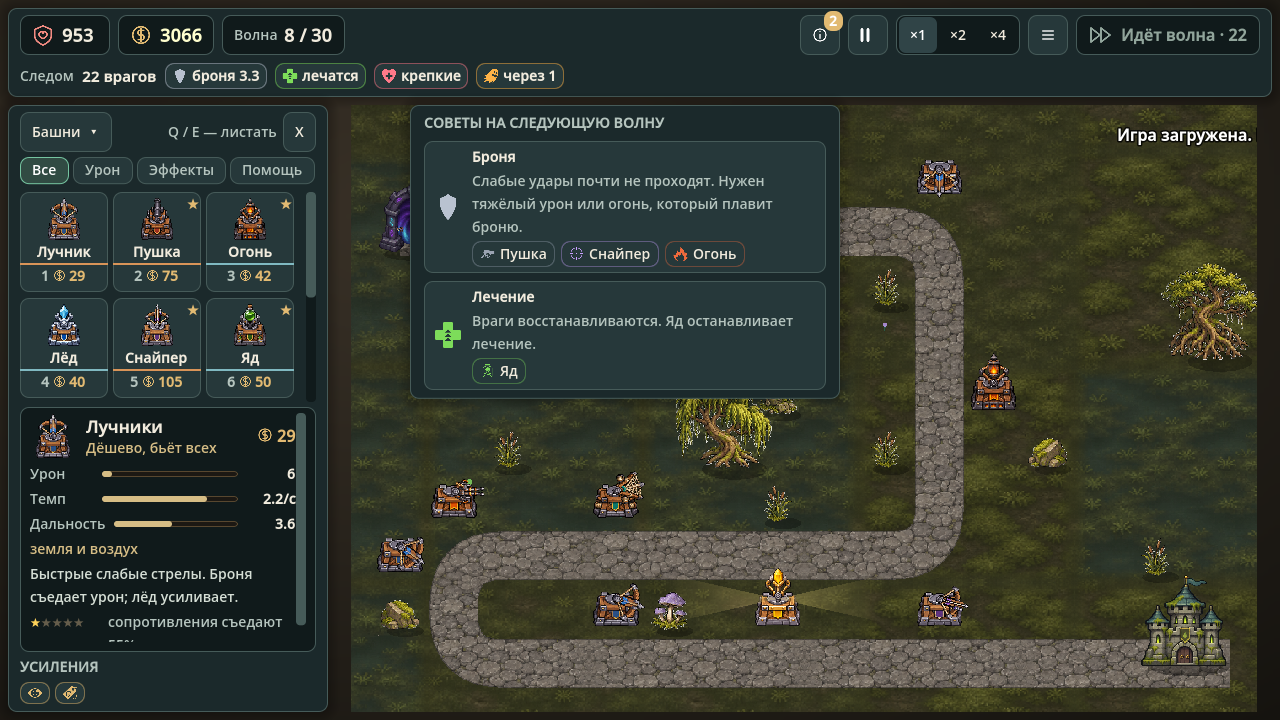 953
3066
Волна 8 / 30
2
×1
×2
×4
Идёт волна · 22
Следом 22 врагов
броня 3.3
лечатся
крепкие
через 1
Башни
Q / E — листать
X
Все
Урон
Эффекты
Помощь
Лучник
1 29
Пушка
2 75
Огонь
3 42
Лёд
4 40
Снайпер
5 105
Яд
6 50
Лучники
Дёшево, бьёт всех
29
Урон 6
Темп 2.2/с
Дальность 3.6
земля и воздух
Быстрые слабые стрелы. Броня
съедает урон; лёд усиливает.
сопротивления съедают
УСИЛЕНИЯ
СОВЕТЫ НА СЛЕДУЮЩУЮ ВОЛНУ
Броня
Слабые удары почти не проходят. Нужен
тяжёлый урон или огонь, который плавит
броню.
Пушка
Снайпер
Огонь
Лечение
Враги восстанавливаются. Яд останавливает
лечение.
Яд
Игра загружена.